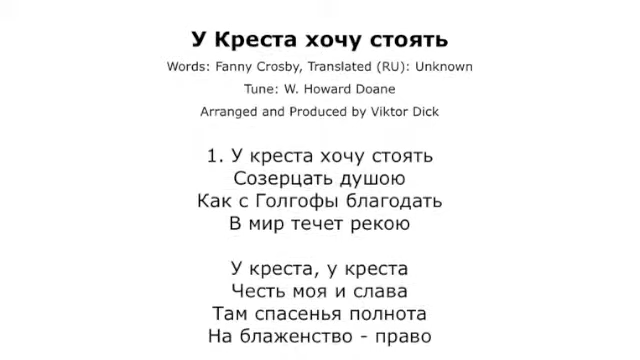 У Креста хочу стоять
Words: Fanny Crosby, Translated (RU): Unknown
Tune: W. Howard Doane
Arranged and Produced by Viktor Dick
1. У креста хочу стоять
Созерцать душою
Как с Голгофы благодать
В мир течет рекою
У креста, у креста
Честь моя и слава
Там спасенья полнота
На блаженство - право